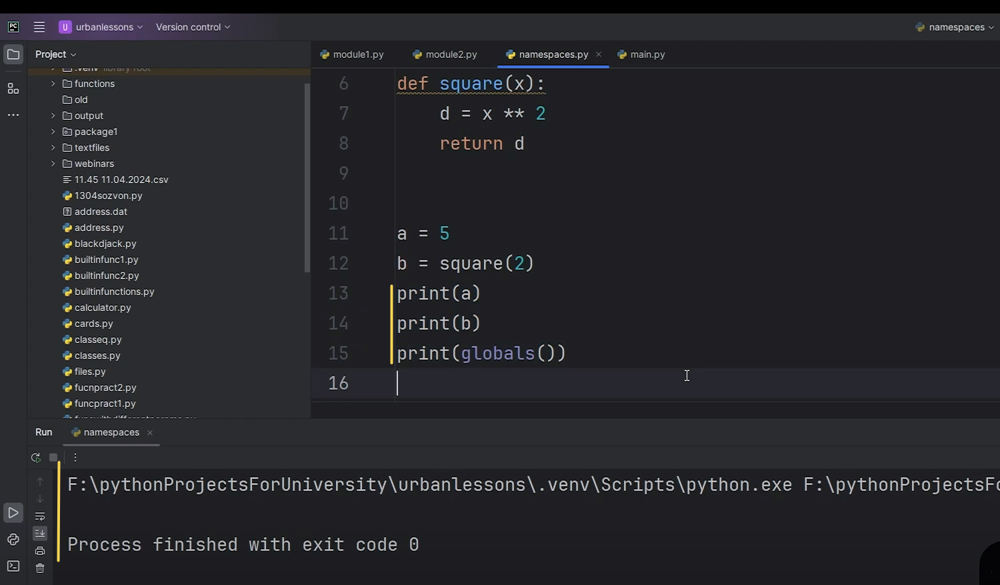 PC U urbanlessons Version control namespaces
Project module1.py module2.py namespaces.py main.py
.venv library root
functions
old
output
package1
textfiles
webinars
11.45 11.04.2024.csv
1304sozvon.py
address.dat
address.py
blackdjack.py
builtinfunc1.py
builtinfunc2.py
builtinfunctions.py
calculator.py
cards.py
classeq.py
classes.py
files.py
fucnpract2.py
funcpract1.py
6 def square(x):
7 d = x ** 2
8 return d
9
10
11 a = 5
12 b = square(2)
13 print(a)
14 print(b)
15 print(globals())
16
Run namespaces
F:\pythonProjectsForUniversity\urbanlessons\.venv\Scripts\python.exe F:\pythonProjectsFo
Process finished with exit code 0